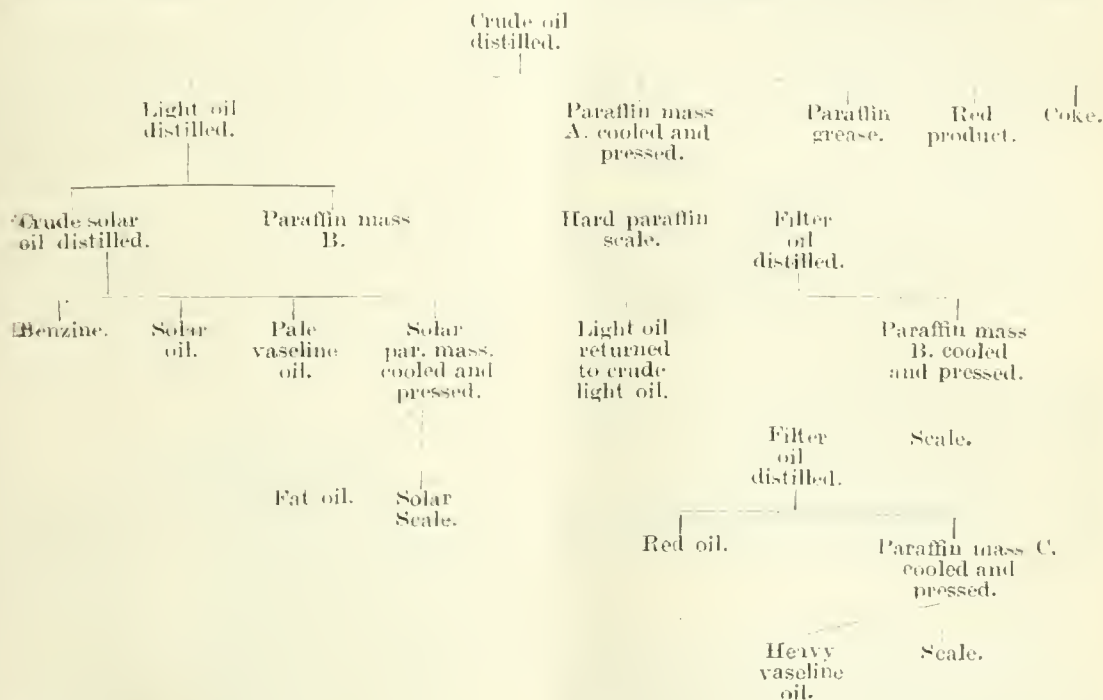 Crude oil
distilled.
Light oil
distilled.
Paraffin mass
A. cooled and
pressed.
Paraffin
grease.
Red
product.
Coke.
Crude solar
oil distilled.
Paraffin mass
B.
Hard paraffin
scale.
Filter
oil
distilled.
Benzine.
Solar
oil.
Pale
vaseline
oil.
Solar
par. mass.
cooled and
pressed.
Light oil
returned
to crude
light oil.
Paraffin mass
B. cooled
and pressed.
Filter
oil
distilled.
Scale.
Fat oil.
Solar
Scale.
Red oil.
Paraffin mass C.
cooled and
pressed.
Heavy
vaseline
oil.
Scale.